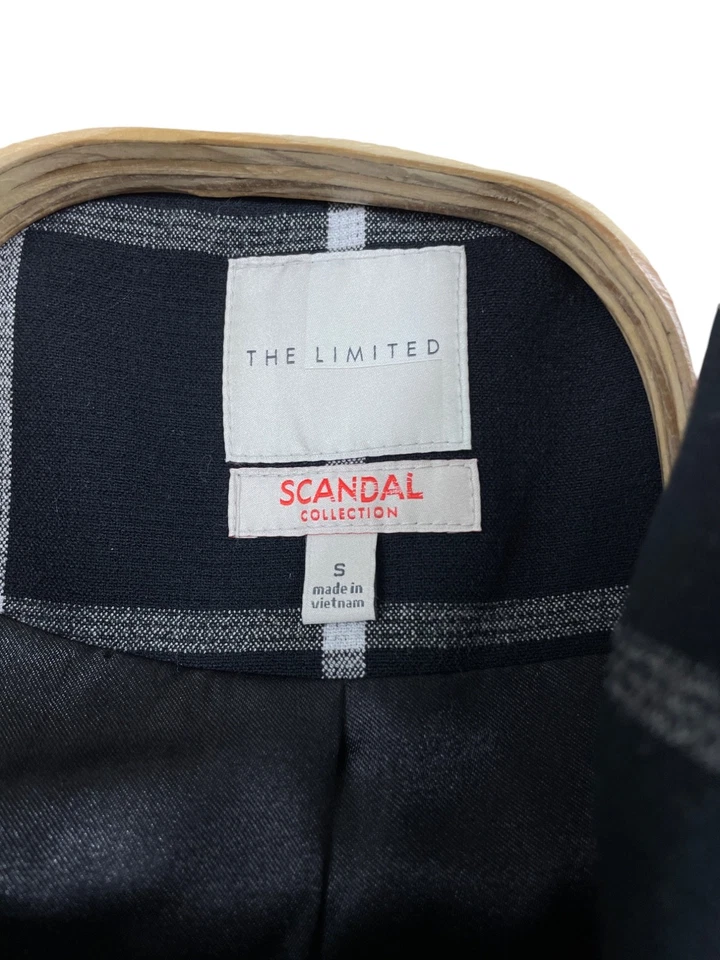 THE LIMITED
SCANDAL
COLLECTION
S
made in
vietnam